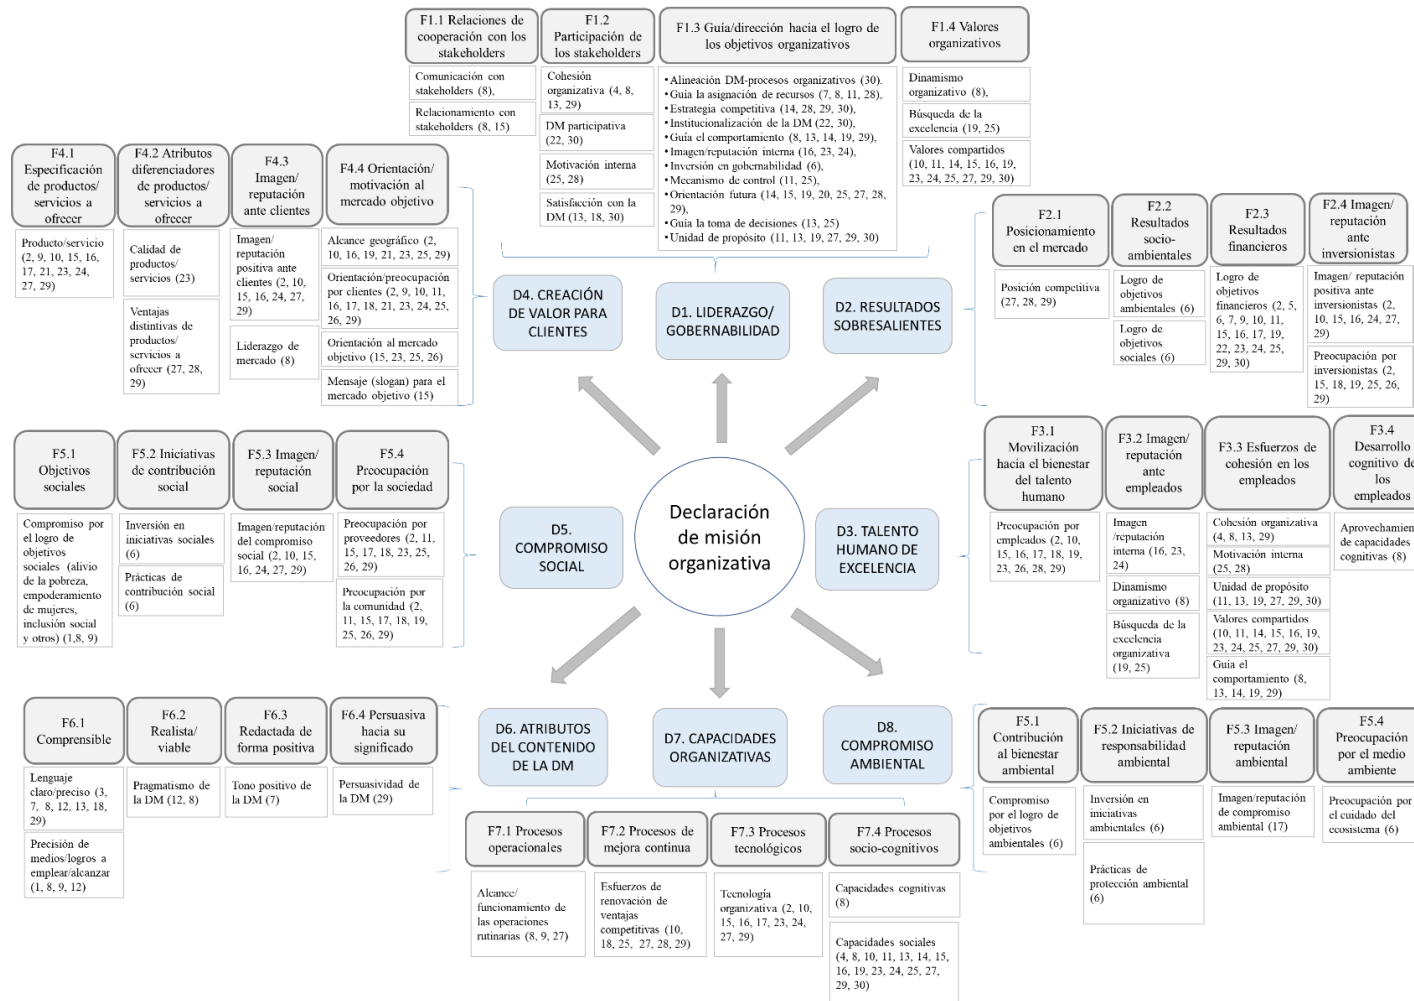 F1.1 Relaciones de
cooperación con los
stakeholders
Comunicación con
stakeholders (8),
Relacionamiento con
stakeholders (8, 15)
F1.2
Participación de
los stakeholders
Cohesión
organizativa (4, 8,
13, 29)
DM participativa
(22, 30)
Motivación interna
(25, 28)
Satisfacción con la
DM (13, 18, 30)
F1.3 Guía/dirección hacia el logro de
los objetivos organizativos
•Alineación DM-procesos organizativos (30).
•Guía la asignación de recursos (7, 8, 11, 28),
•Estrategia competitiva (14, 28, 29, 30),
•Institucionalización de la DM (22, 30),
•Guía el comportamiento (8, 13, 14, 19, 29),
•Imagen/reputación interna (16, 23, 24),
•Inversión en gobernabilidad (6),
•Mecanismo de control (11, 25),
•Orientación futura (14, 15, 19, 20, 25, 27, 28,
29),
•Guía la toma de decisiones (13, 25)
•Unidad de propósito (11, 13, 19, 27, 29, 30)
F1.4 Valores
organizativos
Dinamismo
organizativo (8),
Búsqueda de la
excelencia (19, 25)
Valores compartidos
(10, 11, 14, 15, 16, 19,
23, 24, 25, 27, 29, 30)
F4.1
Especificación
de productos/
servicios a
ofrecer
Producto/servicio
(2, 9, 10, 15, 16,
17, 21, 23, 24,
27, 29)
F4.2 Atributos
diferenciadores
de productos/
servicios a
ofrecer
Calidad de
productos/
servicios (23)
Ventajas
distintivas de
productos/
servicios a
ofrecer (27, 28,
29)
F4.3
Imagen/
reputación
ante clientes
Imagen/
reputación
positiva ante
clientes (2, 10,
15, 16, 24, 27,
29)
Liderazgo de
mercado (8)
F4.4 Orientación/
motivación al
mercado objetivo
Alcance geográfico (2,
10, 16, 19, 21, 23, 25, 29)
Orientación/preocupación
por clientes (2, 9, 10, 11,
16, 17, 18, 21, 23, 24, 25,
26, 29)
Orientación al mercado
objetivo (15, 23, 25, 26)
Mensaje (slogan) para el
mercado objetivo (15)
D4. CREACIÓN
DE VALOR PARA
CLIENTES
D1. LIDERAZGO/
GOBERNABILIDAD
D2. RESULTADOS
SOBRESALIENTES
F2.1
Posicionamiento
en el mercado
Posición competitiva
(27, 28, 29)
F2.2
Resultados
socio-
ambientales
Logro de
objetivos
ambientales (6)
Logro de
objetivos
sociales (6)
F2.3
Resultados
financieros
Logro de
objetivos
financieros (2, 5,
6, 7, 9, 10, 11,
15, 16, 17, 19,
22, 23, 24, 25,
29, 30)
F2.4 Imagen/
reputación
ante
inversionistas
Imagen/ reputación
positiva ante
inversionistas (2,
10, 15, 16, 24, 27,
29)
Preocupación por
inversionistas (2,
15, 18, 19, 25, 26,
29)
F5.1
Objetivos
sociales
Compromiso por
el logro de
objetivos
sociales (alivio
de la pobreza,
empoderamiento
de mujeres,
inclusión social
y otros) (1,8, 9)
F5.2 Iniciativas
de contribución
social
Inversión en
iniciativas sociales
(6)
Prácticas de
contribución social
(6)
F5.3 Imagen/
reputación
social
Imagen/reputación
del compromiso
social (2, 10, 15,
16, 24, 27, 29)
F5.4
Preocupación
por la sociedad
Preocupación por
proveedores (2, 11,
15, 17, 18, 23, 25,
26, 29)
Preocupación por
la comunidad (2,
11, 15, 17, 18, 19,
25, 26, 29)
D5.
COMPROMISO
SOCIAL
Declaración
de misión
organizativa
D3. TALENTO
HUMANO DE
EXCELENCIA
F3.1
Movilización
hacia el bienestar
del talento
humano
Preocupación por
empleados (2, 10,
15, 16, 17, 18, 19,
23, 26, 28, 29)
F3.2 Imagen/
reputación
ante
empleados
Imagen
/reputación
interna (16, 23,
24)
Dinamismo
organizativo (8)
Búsqueda de la
excelencia
organizativa
(19, 25)
F3.3 Esfuerzos de
cohesión en los
empleados
Cohesión organizativa
(4, 8, 13, 29)
Motivación interna
(25, 28)
Unidad de propósito
(11, 13, 19, 27, 29, 30)
Valores compartidos
(10, 11, 14, 15, 16, 19,
23, 24, 25, 27, 29, 30)
Guía el
comportamiento (8,
13, 14, 19, 29)
F3.4
Desarrollo
cognitivo de
los
empleados
Aprovechamien
de capacidades
cognitivas (8)
F6.1
Comprensible
Lenguaje
claro/preciso (3,
7, 8, 12, 13, 18,
29)
Precisión de
medios/logros a
emplear/alcanzar
(1, 8, 9, 12)
F6.2
Realista/
viable
Pragmatismo de
la DM (12, 8)
F6.3
Redactada de
forma positiva
Tono positivo de
la DM (7)
F6.4 Persuasiva
hacia su
significado
Persuasividad de
la DM (29)
D6. ATRIBUTOS
DEL CONTENIDO
DE LA DM
D7. CAPACIDADES
ORGANIZATIVAS
D8.
COMPROMISO
AMBIENTAL
F5.1
Contribución
al bienestar
ambiental
Compromiso
por el logro de
objetivos
ambientales (6)
F5.2 Iniciativas de
responsabilidad
ambiental
Inversión en
iniciativas
ambientales (6)
Prácticas de
protección ambiental
(6)
F5.3 Imagen/
reputación
ambiental
Imagen/reputación
de compromiso
ambiental (17)
F5.4
Preocupación
por el medio
ambiente
Preocupación por
el cuidado del
ecosistema (6)
F7.1 Procesos
operacionales
Alcance/
funcionamiento de
las operaciones
rutinarias (8, 9, 27)
F7.2 Procesos de
mejora continua
Esfuerzos de
renovación de
ventajas
competitivas (10,
18, 25, 27, 28, 29)
F7.3 Procesos
tecnológicos
Tecnología
organizativa (2, 10,
15, 16, 17, 23, 24,
27, 29)
F7.4 Procesos
socio-cognitivos
Capacidades cognitivas
(8)
Capacidades sociales
(4, 8, 10, 11, 13, 14, 15,
16, 19, 23, 24, 25, 27,
29, 30)